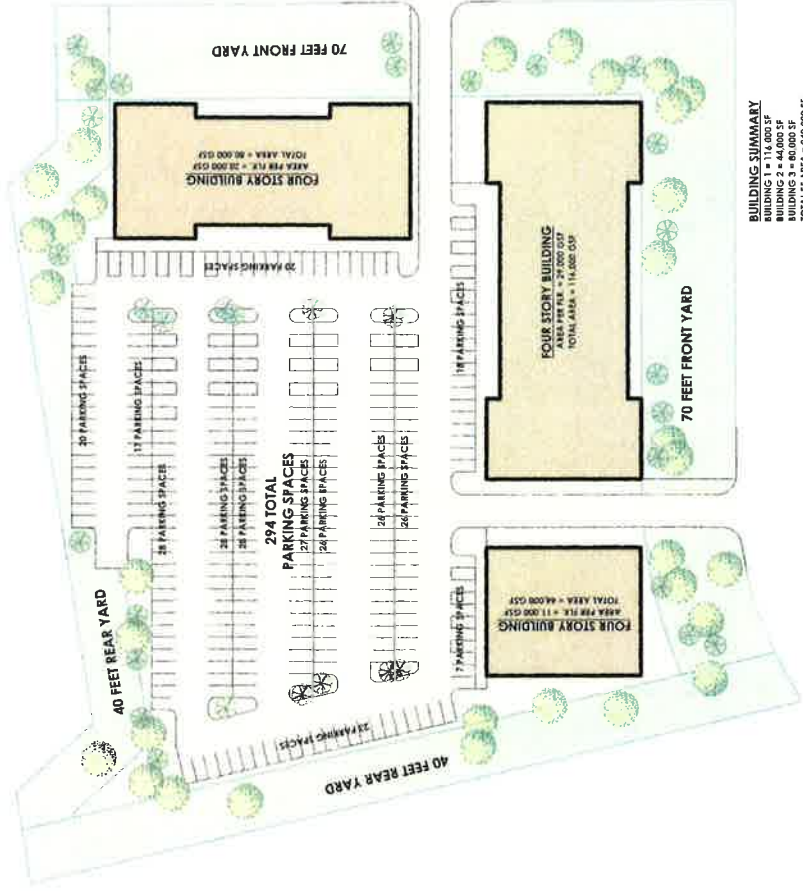 70 FEET FRONT YARD
FOUR STORY BUILDING
AREA PER FLR. = 20,000 GSF
TOTAL AREA = 80,000 GSF
20 PARKING SPACES
20 PARKING SPACES
17 PARKING SPACES
28 PARKING SPACES
28 PARKING SPACES
28 PARKING SPACES
294 TOTAL
PARKING SPACES
27 PARKING SPACES
26 PARKING SPACES
26 PARKING SPACES
26 PARKING SPACES
18 PARKING SPACES
7 PARKING SPACES
23 PARKING SPACES
40 FEET REAR YARD
40 FEET REAR YARD
FOUR STORY BUILDING
AREA PER FLR. = 29,000 GSF
TOTAL AREA = 116,000 GSF
FOUR STORY BUILDING
AREA PER FLR. = 11,000 GSF
TOTAL AREA = 44,000 GSF
70 FEET FRONT YARD
BUILDING SUMMARY
BUILDING 1 = 116,000 SF
BUILDING 2 = 44,000 SF
BUILDING 3 = 80,000 SF